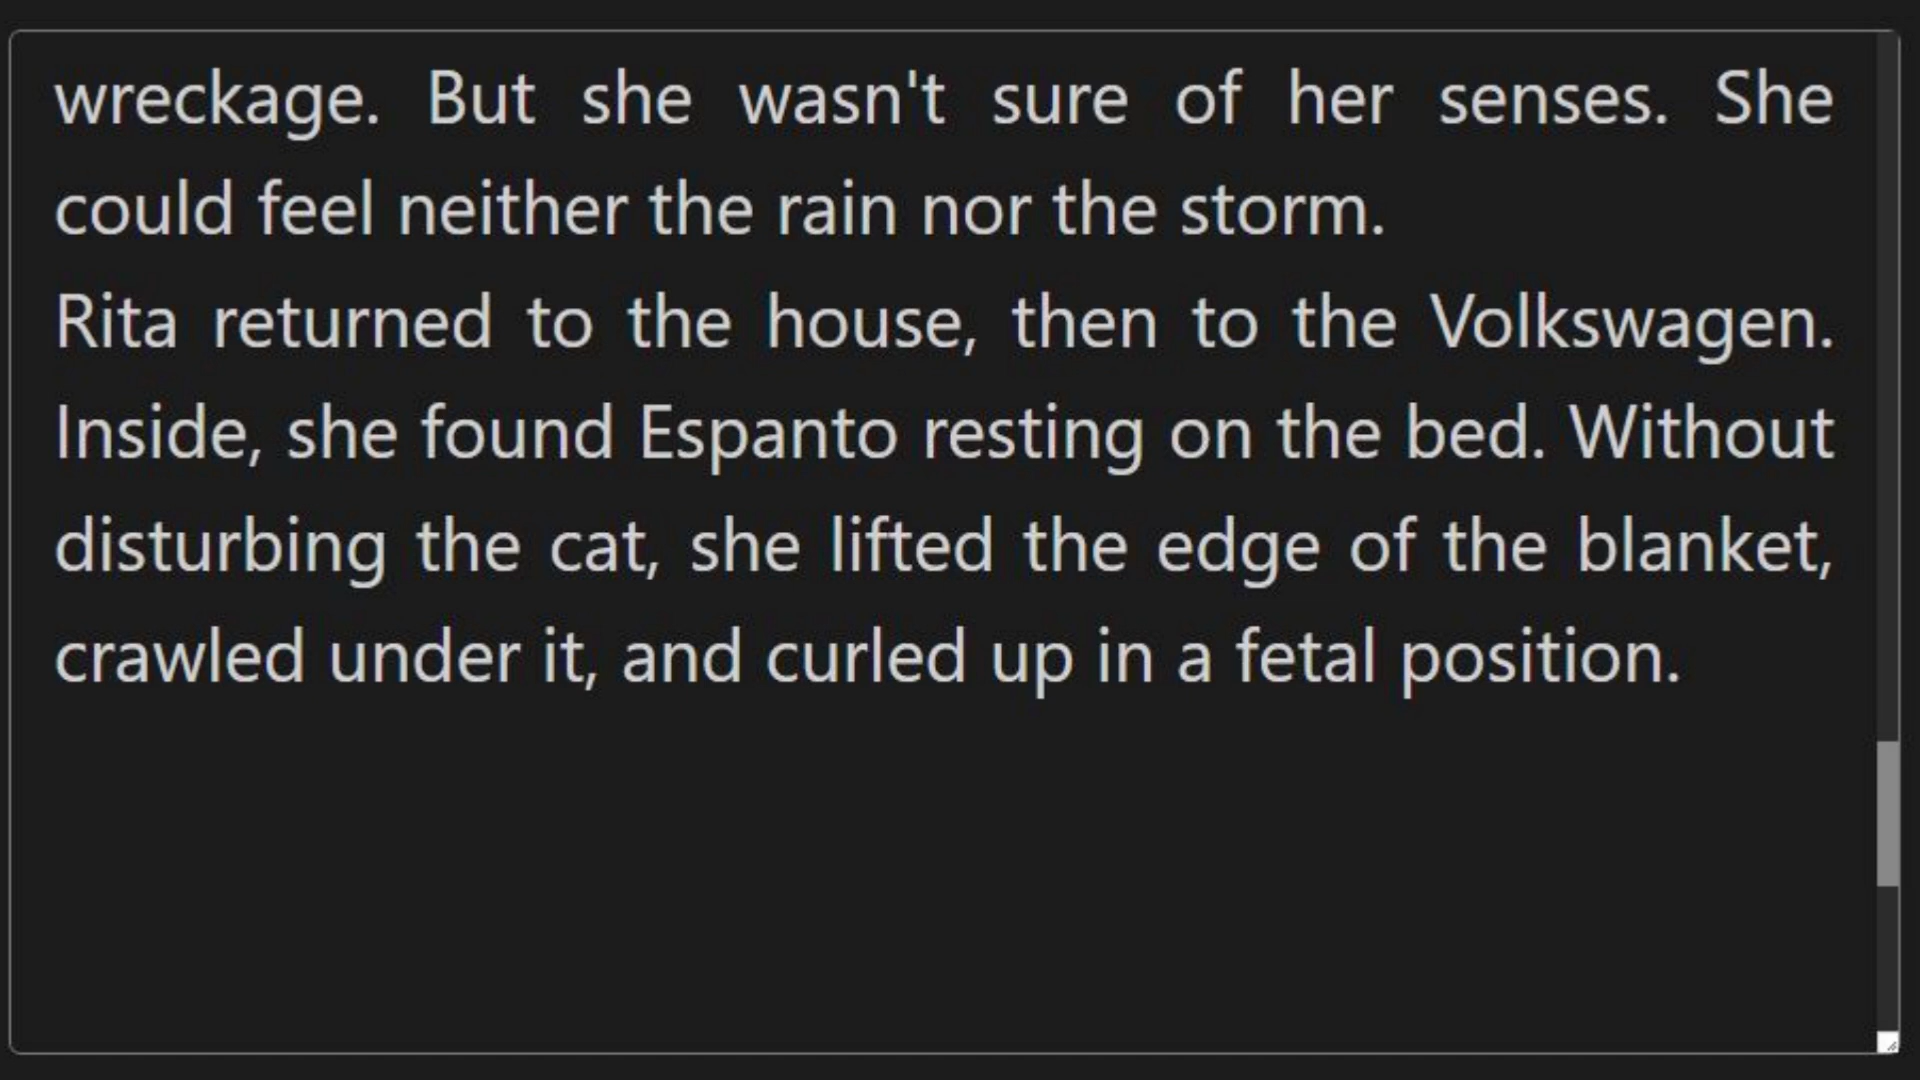 wreckage. But she wasn't sure of her senses. She
could feel neither the rain nor the storm.
Rita returned to the house, then to the Volkswagen.
Inside, she found Espanto resting on the bed. Without
disturbing the cat, she lifted the edge of the blanket,
crawled under it, and curled up in a fetal position.